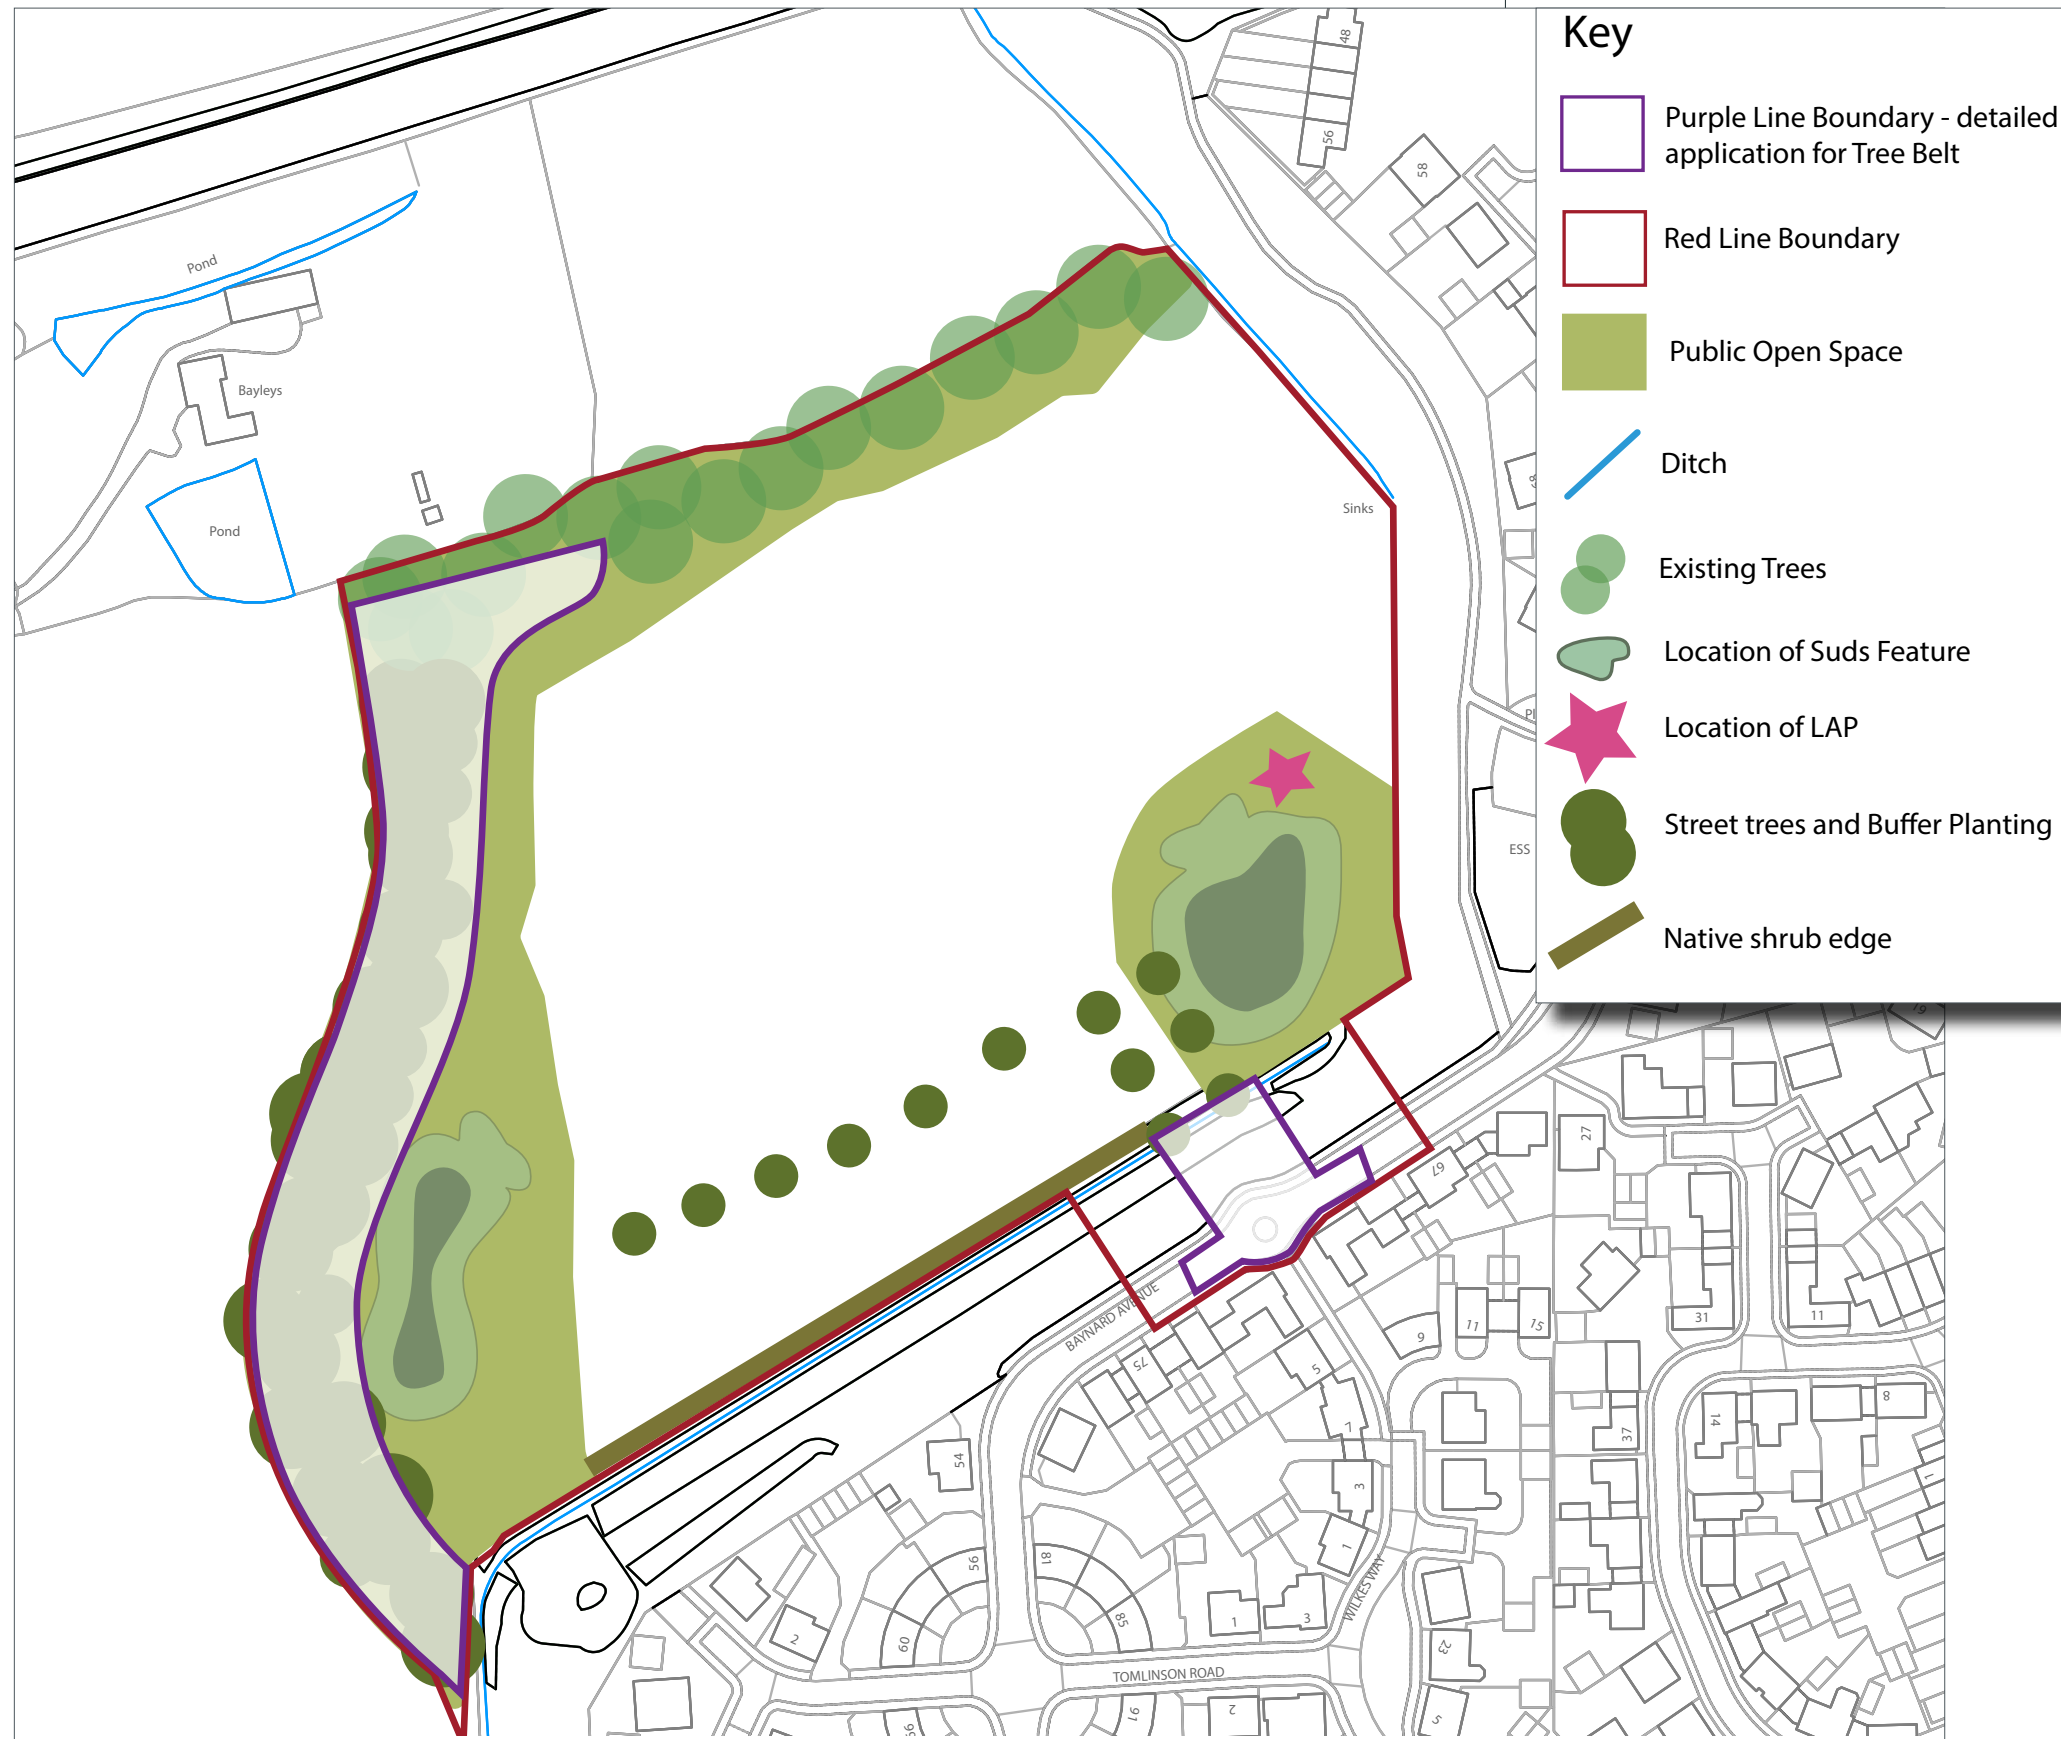 Key
Purple Line Boundary - detailed
application for Tree Belt
Red Line Boundary
Public Open Space
Ditch
Existing Trees
Location of Suds Feature
Location of LAP
Street trees and Buffer Planting
Native shrub edge
48
56
58
Pond
Bayleys
Pond
Sinks
ESS
19
27
67
BAYNARD AVENUE
75
5
9
11
15
31
11
7
3
1
54
14
8
37
56
81
85
60
2
1
3
WILKES WAY
23
TOMLINSON ROAD
91
2
5